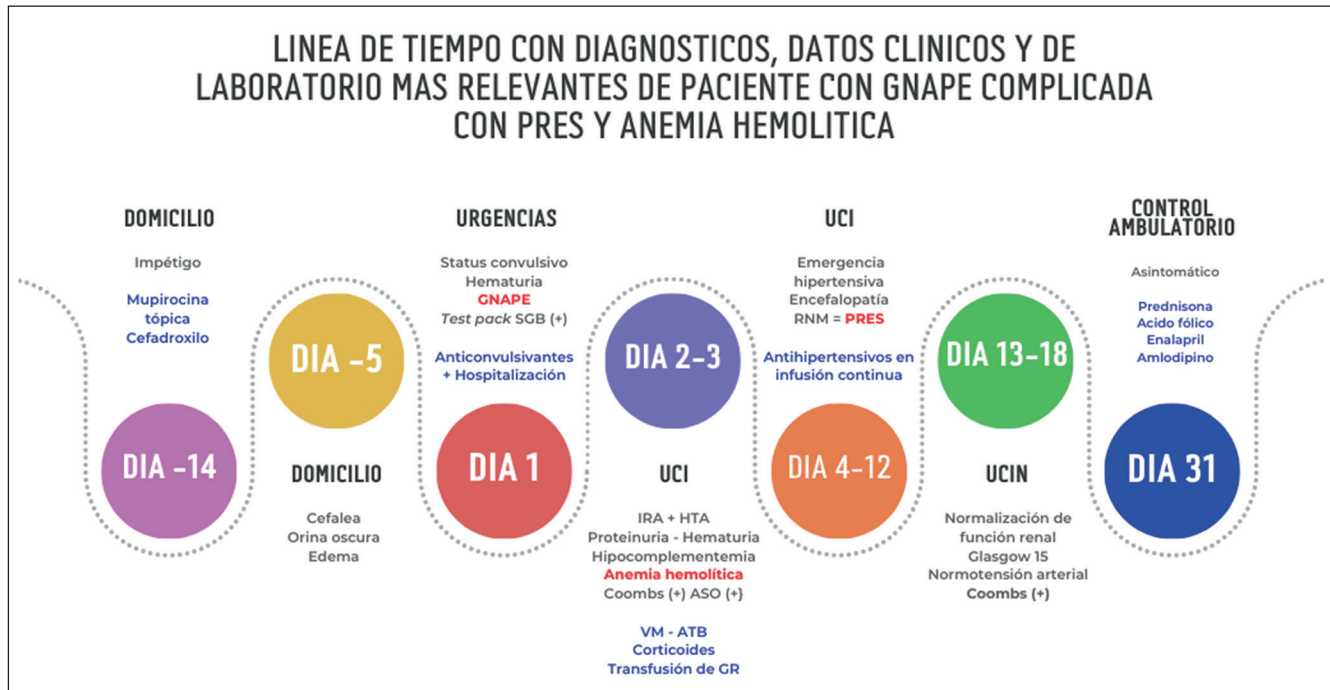 LINEA DE TIEMPO CON DIAGNOSTICOS, DATOS CLINICOS Y DE
LABORATORIO MAS RELEVANTES DE PACIENTE CON GNAPE COMPLICADA
CON PRES Y ANEMIA HEMOLITICA
DOMICILIO
Impétigo
Mupirocina
tópica
Cefadroxilo
DIA -14
DIA -5
DOMICILIO
Cefalea
Orina oscura
Edema
URGENCIAS
Status convulsivo
Hematuria
GNAPE
Test pack SGB (+)
Anticonvulsivantes
+ Hospitalización
DIA 1
DIA 2-3
UCI
IRA + HTA
Proteinuria - Hematuria
Hipocomplementemia
Anemia hemolítica
Coombs (+) ASO (+}
VM - ATB
Corticoides
Transfusión de GR
UCI
Emergencia
hipertensiva
Encefalopatía
RNM = PRES
Antihipertensivos en
infusión continua
DIA 4-12
DIA 13-18
UCIN
Normalización de
función renal
Glasgow 15
Normotensión arterial
Coombs (+)
CONTROL
AMBULATORIO
Asintomático
Prednisona
Acido fólico
Enalapril
Amlodipino
DIA 31